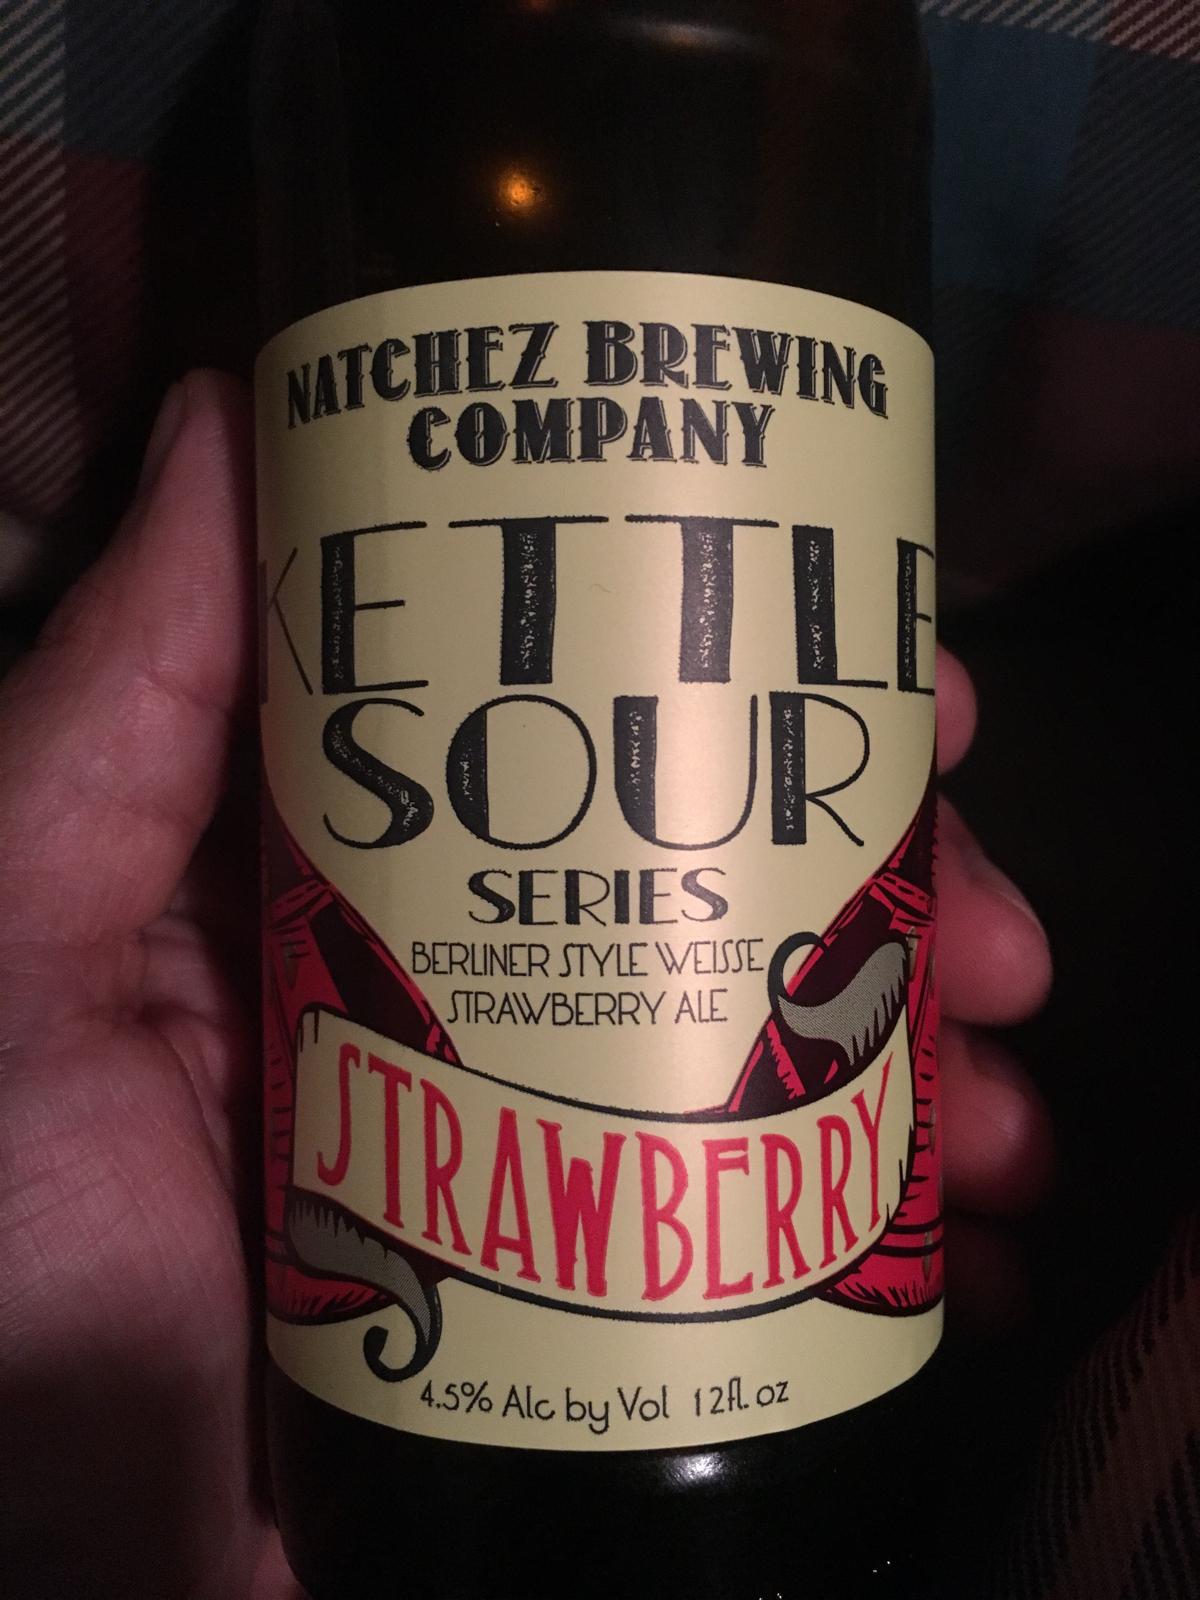 NATCHEZ BREWING
COMPANY
KETTLE
SOUR
SERIES
BERLINER STYLE WEISSE
STRAWBERRY ALE
STRAWBERRY
4.5% Alc by Vol 12fl. oz